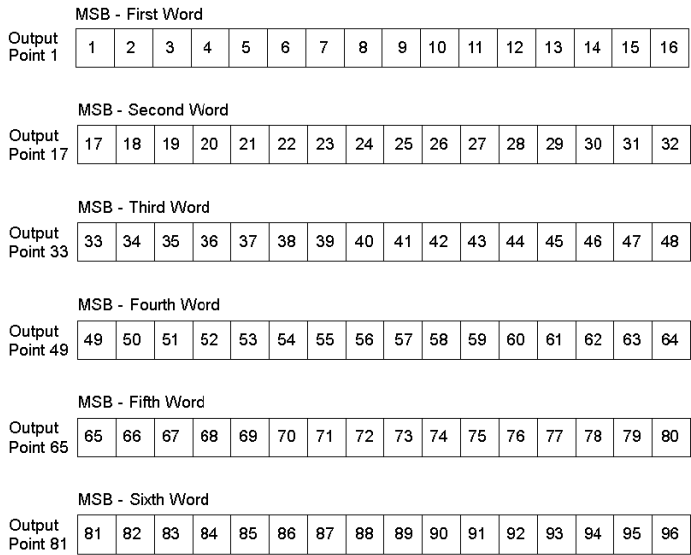 MSB - First Word
Output Point 1
1 2 3 4 5 6 7 8 9 10 11 12 13 14 15 16
MSB - Second Word
Output Point 17
17 18 19 20 21 22 23 24 25 26 27 28 29 30 31 32
MSB - Third Word
Output Point 33
33 34 35 36 37 38 39 40 41 42 43 44 45 46 47 48
MSB - Fourth Word
Output Point 49
49 50 51 52 53 54 55 56 57 58 59 60 61 62 63 64
MSB - Fifth Word
Output Point 65
65 66 67 68 69 70 71 72 73 74 75 76 77 78 79 80
MSB - Sixth Word
Output Point 81
81 82 83 84 85 86 87 88 89 90 91 92 93 94 95 96